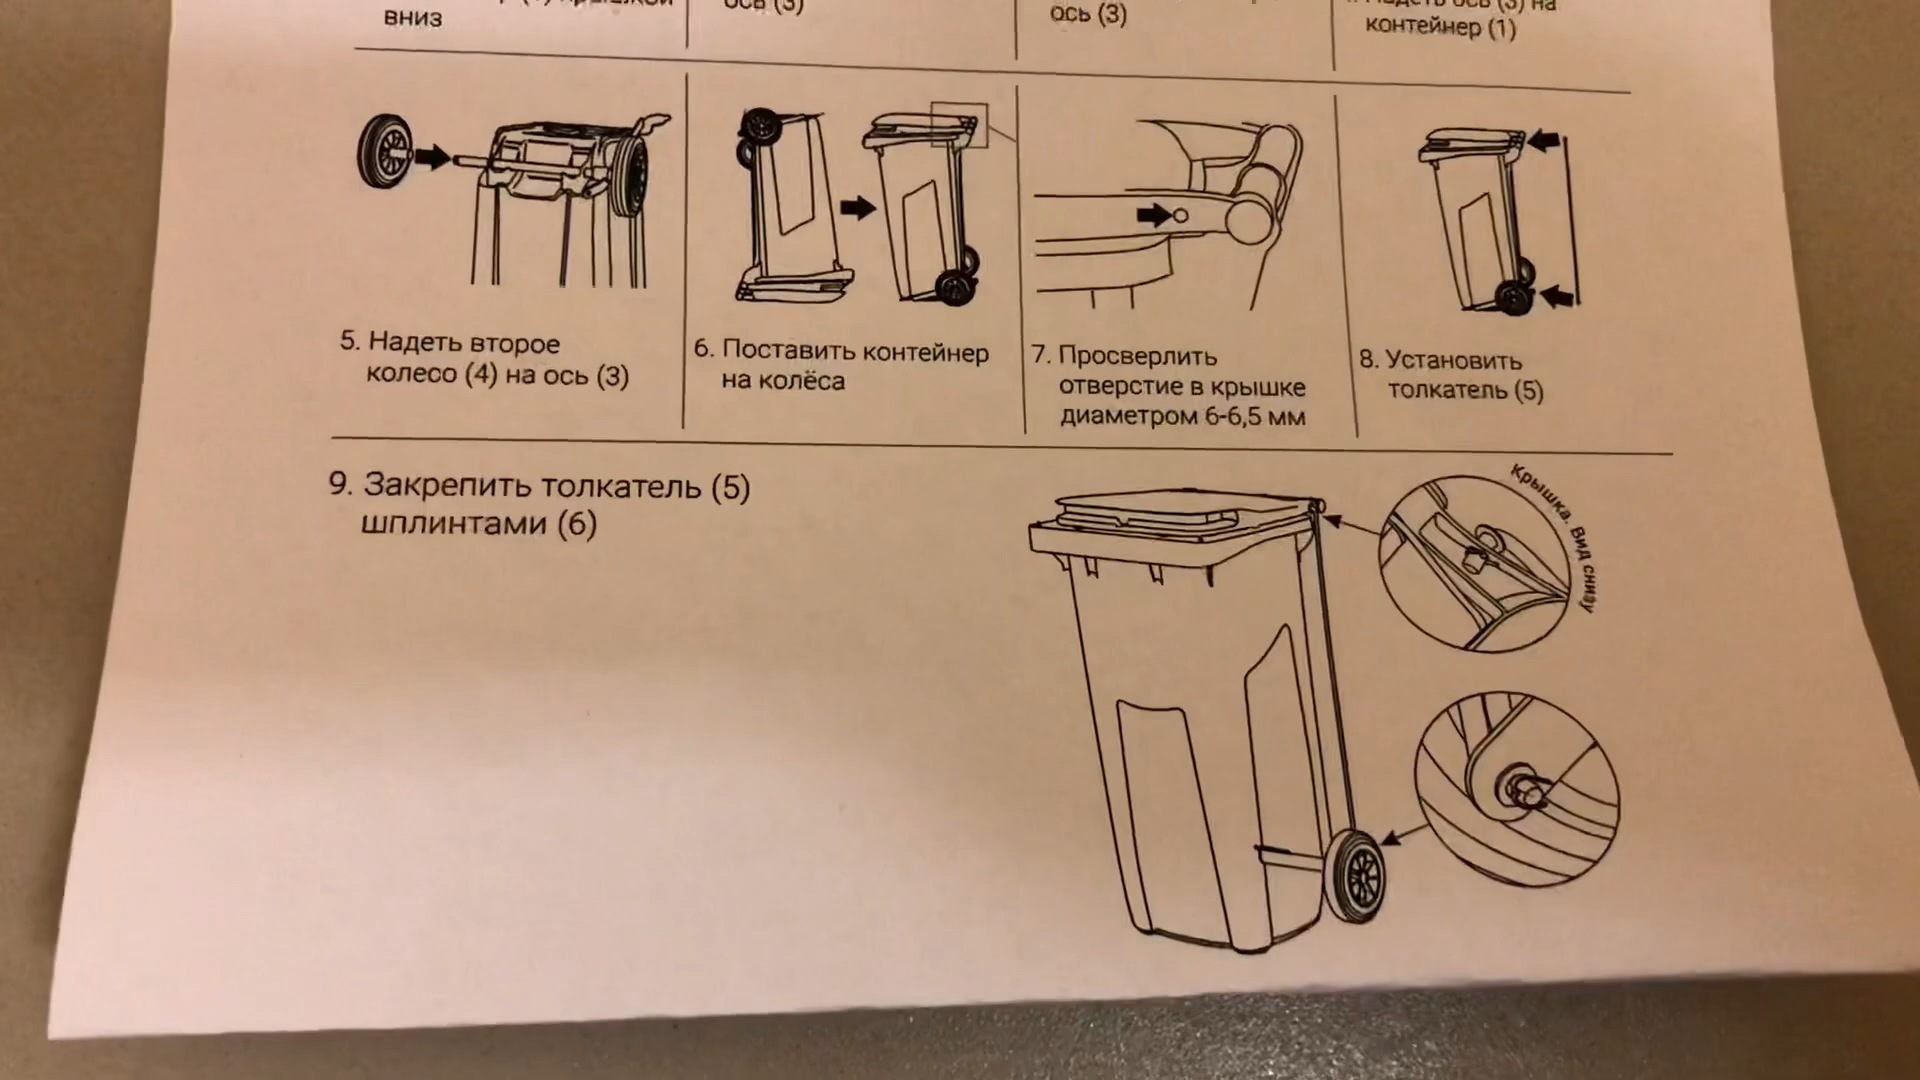 вниз
ось (3)
ось (3)
контейнер (1)
5. Надеть второе
колесо (4) на ось (3)
6. Поставить контейнер
на колёса
7. Просверлить
отверстие в крышке
диаметром 6-6,5 мм
8. Установить
толкатель (5)
9. Закрепить толкатель (5)
шплинтами (6)
Крышка. Вид снизу